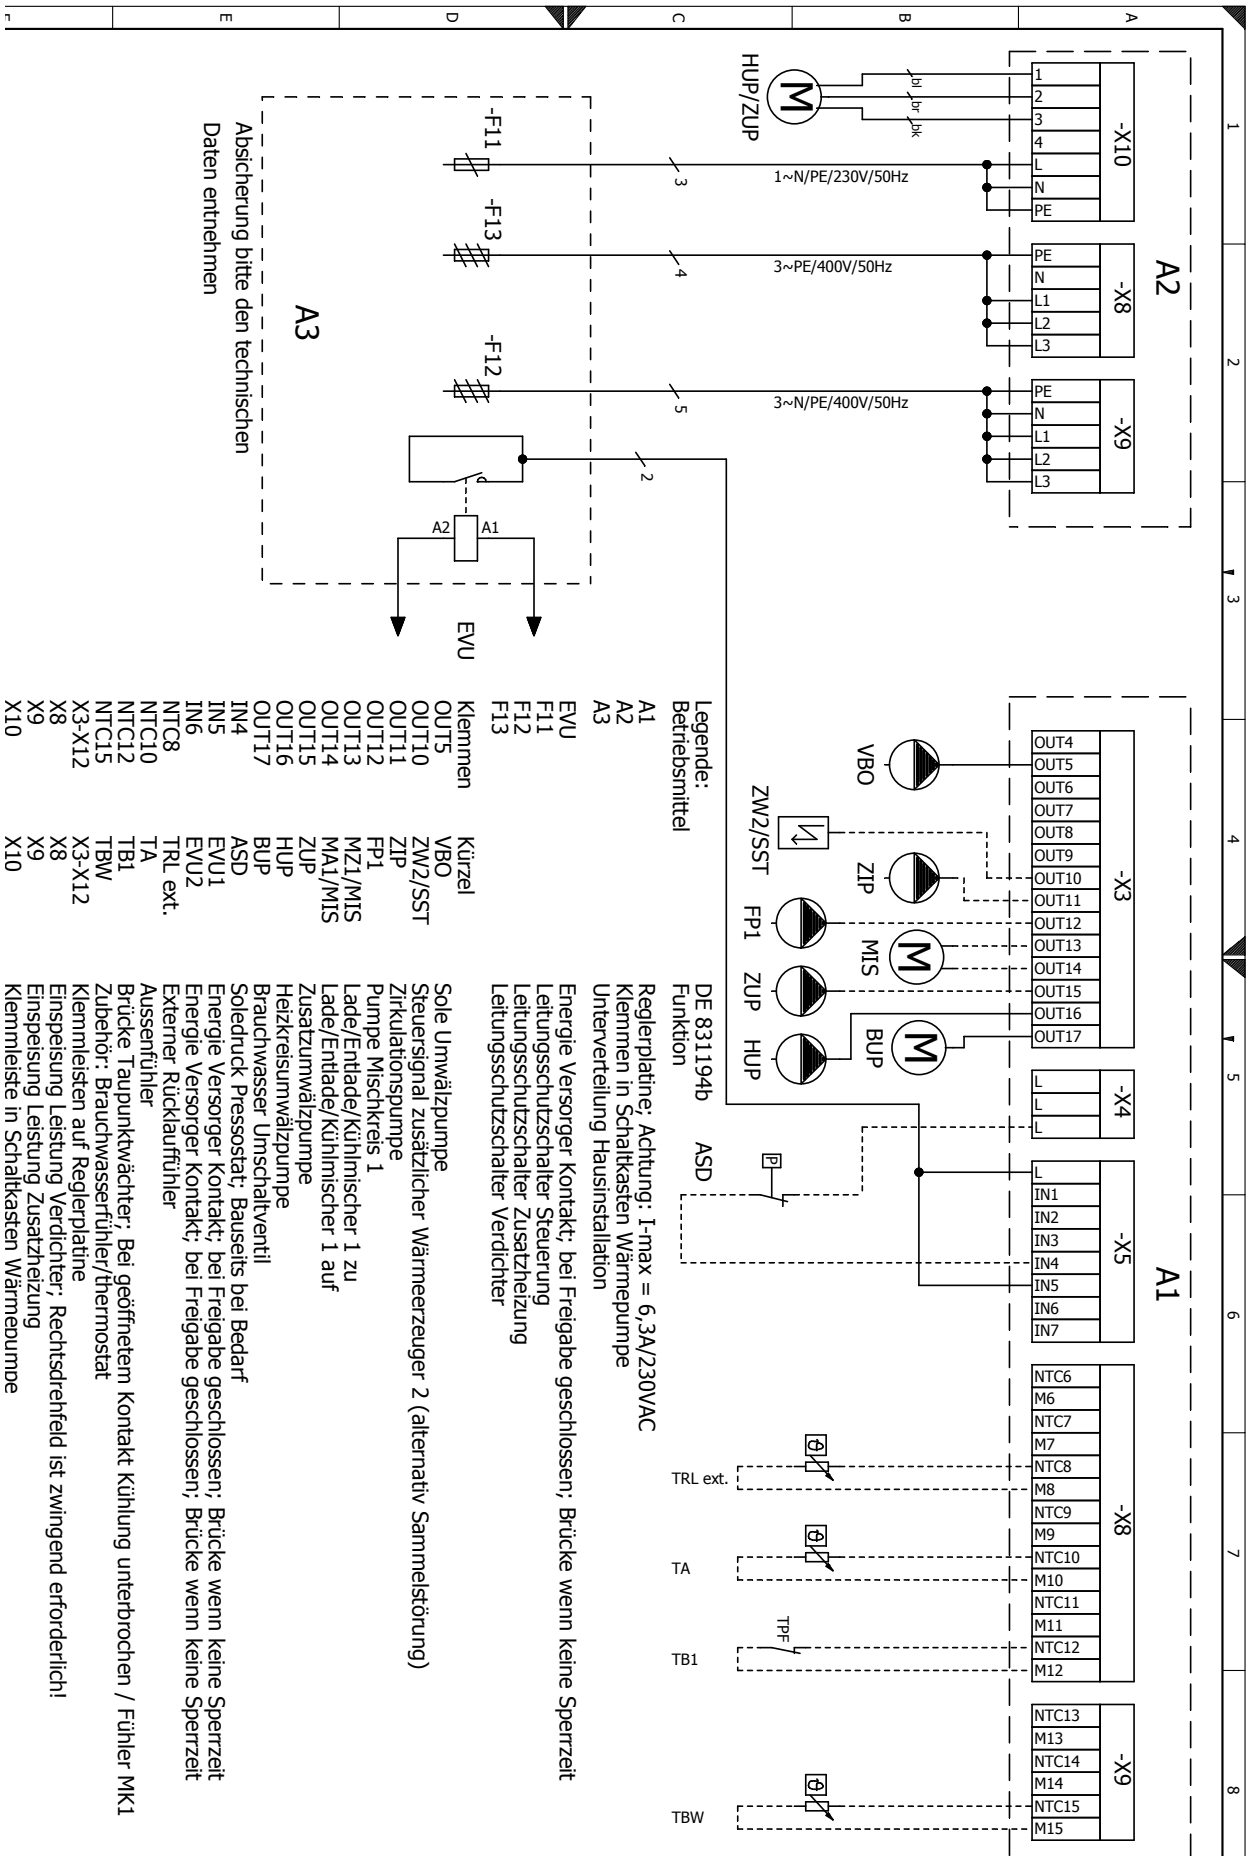 1
2
3
4
5
6
7
8
A
B
C
D
E
A2
-X10
1
2
3
4
L
N
PE
-X8
PE
N
L1
L2
L3
-X9
PE
N
L1
L2
L3
bl
br
bk
HUP/ZUP
M
1~N/PE/230V/50Hz
3~PE/400V/50Hz
3~N/PE/400V/50Hz
3
4
5
2
-F11
-F13
-F12
A3
A2
A1
EVU
Absicherung bitte den technischen
Daten entnehmen
A1
-X3
OUT4
OUT5
OUT6
OUT7
OUT8
OUT9
OUT10
OUT11
OUT12
OUT13
OUT14
OUT15
OUT16
OUT17
-X4
L
L
L
-X5
L
IN1
IN2
IN3
IN4
IN5
IN6
IN7
-X8
NTC6
M6
NTC7
M7
NTC8
M8
NTC9
M9
NTC10
M10
NTC11
M11
NTC12
M12
-X9
NTC13
M13
NTC14
M14
NTC15
M15
VBO
ZW2/SST
ZIP
FP1
M
MIS
ZUP
HUP
M
BUP
P
ASD
ϑ
TRL ext.
ϑ
TA
TPF
TB1
ϑ
TBW
Legende: DE 831194b
Betriebsmittel Funktion
A1 Reglerplatine; Achtung: I-max = 6,3A/230VAC
A2 Klemmen in Schaltkasten Wärmepumpe
A3 Unterverteilung Hausinstallation
EVU Energie Versorger Kontakt; bei Freigabe geschlossen; Brücke wenn keine Sperrzeit
F11 Leitungsschutzschalter Steuerung
F12 Leitungsschutzschalter Zusatzheizung
F13 Leitungsschutzschalter Verdichter
Klemmen Kürzel
OUT5 VBO Sole Umwälzpumpe
OUT10 ZW2/SST Steuersignal zusätzlicher Wärmeerzeuger 2 (alternativ Sammelstörung)
OUT11 ZIP Zirkulationspumpe
OUT12 FP1 Pumpe Mischkreis 1
OUT13 MZ1/MIS Lade/Entlade/Kühlmischer 1 zu
OUT14 MA1/MIS Lade/Entlade/Kühlmischer 1 auf
OUT15 ZUP Zusatzumwälzpumpe
OUT16 HUP Heizkreisumwälzpumpe
OUT17 BUP Brauchwasser Umschaltventil
IN4 ASD Soledruck Pressostat; Bauseits bei Bedarf
IN5 EVU1 Energie Versorger Kontakt; bei Freigabe geschlossen; Brücke wenn keine Sperrzeit
IN6 EVU2 Energie Versorger Kontakt; bei Freigabe geschlossen; Brücke wenn keine Sperrzeit
NTC8 TRL ext. Externer Rücklauffühler
NTC10 TA Aussenfühler
NTC12 TB1 Brücke Taupunktwächter; Bei geöffnetem Kontakt Kühlung unterbrochen / Fühler MK1
NTC15 TBW Zubehör: Brauchwasserfühler/thermostat
X3-X12 X3-X12 Klemmleisten auf Reglerplatine
X8 X8 Einspeisung Leistung Verdichter; Rechtsdrehfeld ist zwingend erforderlich!
X9 X9 Einspeisung Leistung Zusatzheizung
X10 X10 Klemmleiste in Schaltkasten Wärmepumpe